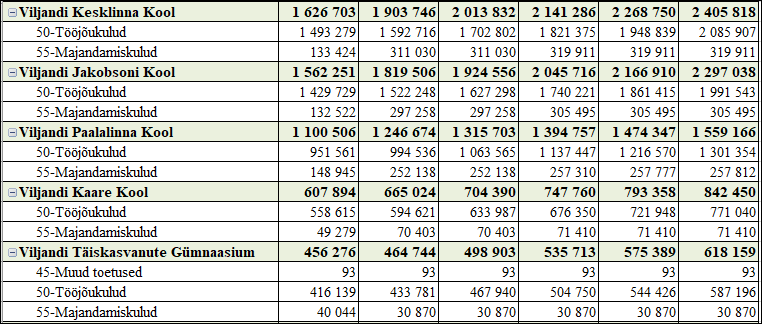 Viljandi Kesklinna Kool 1 626 703 1 903 746 2 013 832 2 141 286 2 268 750 2 405 818
50-Tööjõukulud 1 493 279 1 592 716 1 702 802 1 821 375 1 948 839 2 085 907
55-Majandamiskulud 133 424 311 030 311 030 319 911 319 911 319 911
Viljandi Jakobsoni Kool 1 562 251 1 819 506 1 924 556 2 045 716 2 166 910 2 297 038
50-Tööjõukulud 1 429 729 1 522 248 1 627 298 1 740 221 1 861 415 1 991 543
55-Majandamiskulud 132 522 297 258 297 258 305 495 305 495 305 495
Viljandi Paalalinna Kool 1 100 506 1 246 674 1 315 703 1 394 757 1 474 347 1 559 166
50-Tööjõukulud 951 561 994 536 1 063 565 1 137 447 1 216 570 1 301 354
55-Majandamiskulud 148 945 252 138 252 138 257 310 257 777 257 812
Viljandi Kaare Kool 607 894 665 024 704 390 747 760 793 358 842 450
50-Tööjõukulud 558 615 594 621 633 987 676 350 721 948 771 040
55-Majandamiskulud 49 279 70 403 70 403 71 410 71 410 71 410
Viljandi Täiskasvanute Gümnaasium 456 276 464 744 498 903 535 713 575 389 618 159
45-Muud toetused 93 93 93 93 93 93
50-Tööjõukulud 416 139 433 781 467 940 504 750 544 426 587 196
55-Majandamiskulud 40 044 30 870 30 870 30 870 30 870 30 870